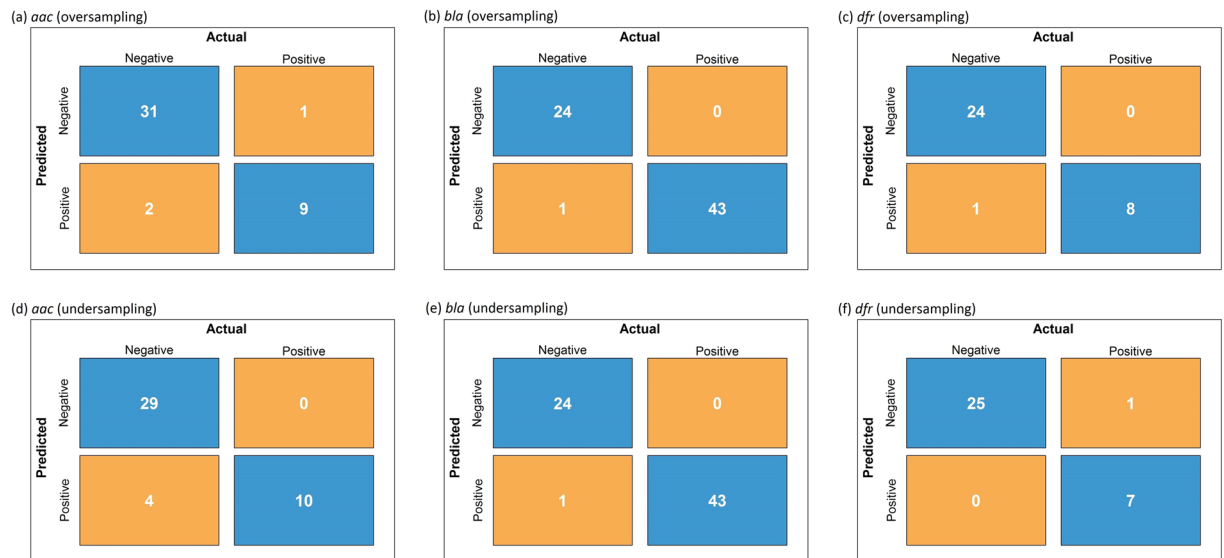 (a) aac (oversampling)
Actual
Negative Positive
Predicted
Negative
31 1
Positive
2 9
(b) bla (oversampling)
Actual
Negative Positive
Predicted
Negative
24 0
Positive
1 43
(c) dfr (oversampling)
Actual
Negative Positive
Predicted
Negative
24 0
Positive
1 8
(d) aac (undersampling)
Actual
Negative Positive
Predicted
Negative
29 0
Positive
4 10
(e) bla (undersampling)
Actual
Negative Positive
Predicted
Negative
24 0
Positive
1 43
(f) dfr (undersampling)
Actual
Negative Positive
Predicted
Negative
25 1
Positive
0 7